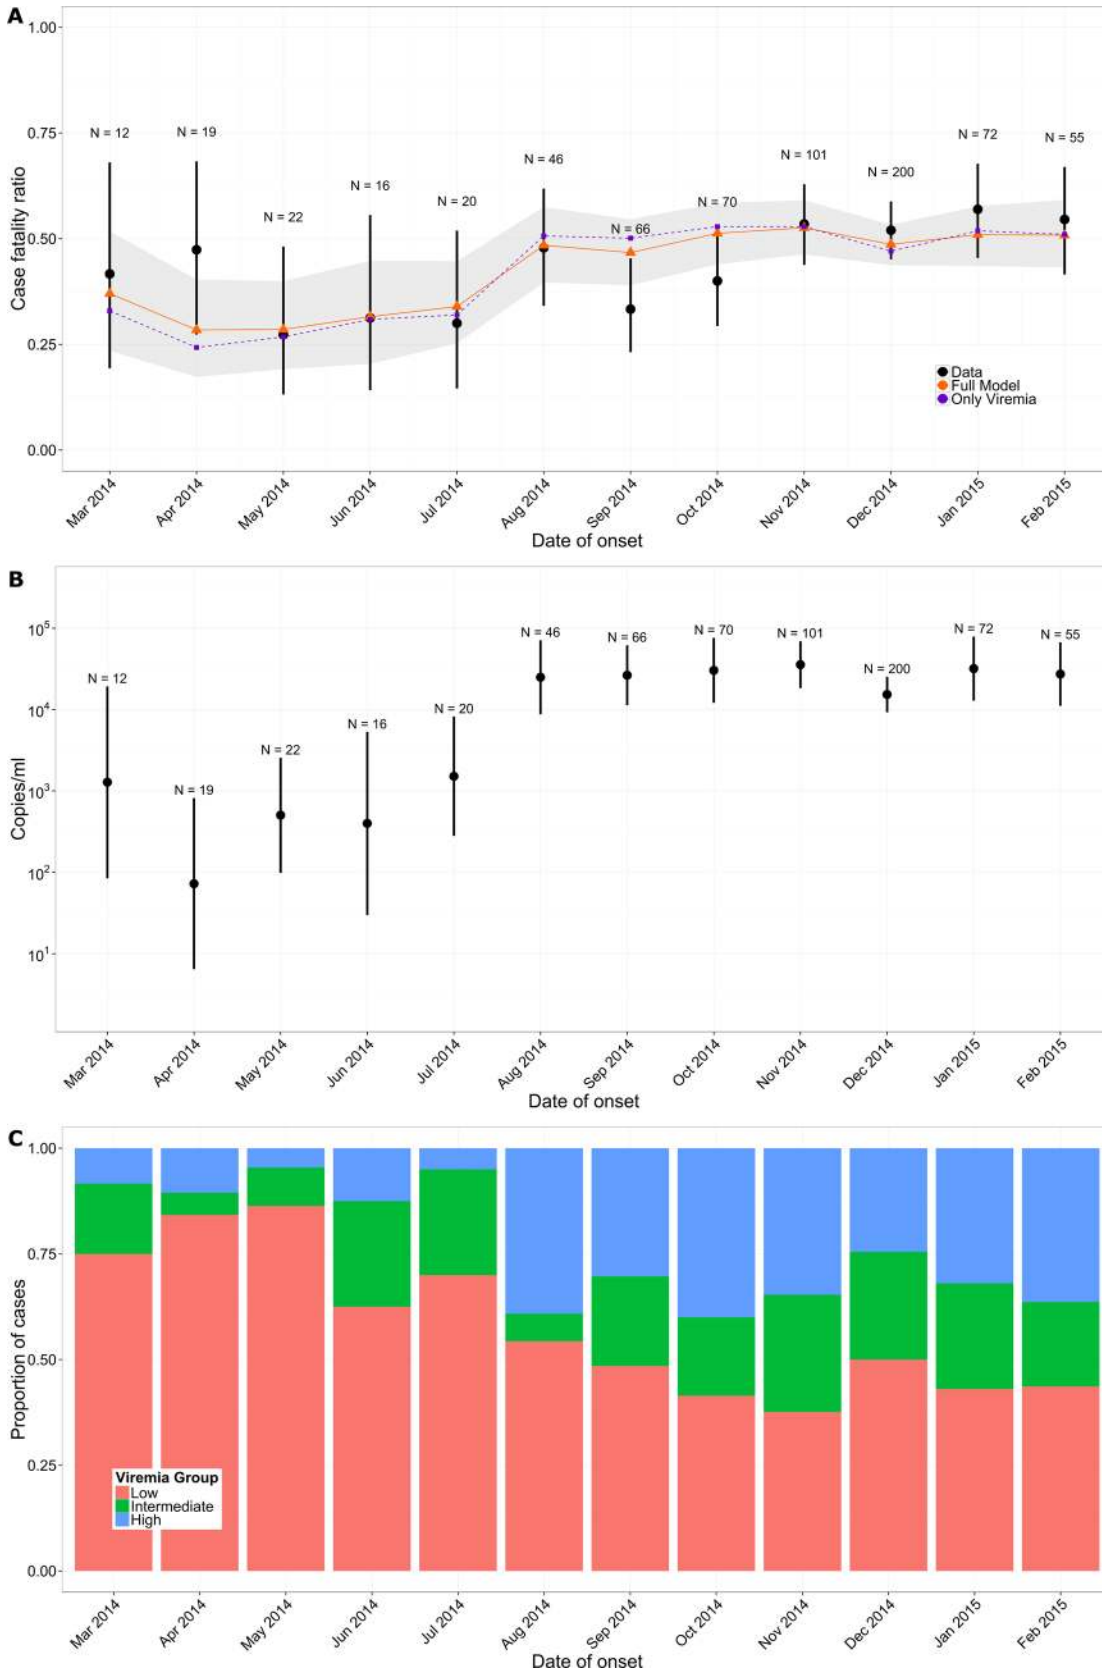 A
1.00
0.75
0.50
0.25
0.00
Case fatality ratio
N = 12
N = 19
N = 22
N = 16
N = 20
N = 46
N = 66
N = 70
N = 101
N = 200
N = 72
N = 55
Data
Full Model
Only Viremia
Mar 2014
Apr 2014
May 2014
Jun 2014
Jul 2014
Aug 2014
Sep 2014
Oct 2014
Nov 2014
Dec 2014
Jan 2015
Feb 2015
Date of onset
B
10⁵
10⁴
10³
10²
10¹
Copies/ml
N = 12
N = 19
N = 22
N = 16
N = 20
N = 46
N = 66
N = 70
N = 101
N = 200
N = 72
N = 55
Mar 2014
Apr 2014
May 2014
Jun 2014
Jul 2014
Aug 2014
Sep 2014
Oct 2014
Nov 2014
Dec 2014
Jan 2015
Feb 2015
Date of onset
C
1.00
0.75
0.50
0.25
0.00
Proportion of cases
Viremia Group
Low
Intermediate
High
Mar 2014
Apr 2014
May 2014
Jun 2014
Jul 2014
Aug 2014
Sep 2014
Oct 2014
Nov 2014
Dec 2014
Jan 2015
Feb 2015
Date of onset